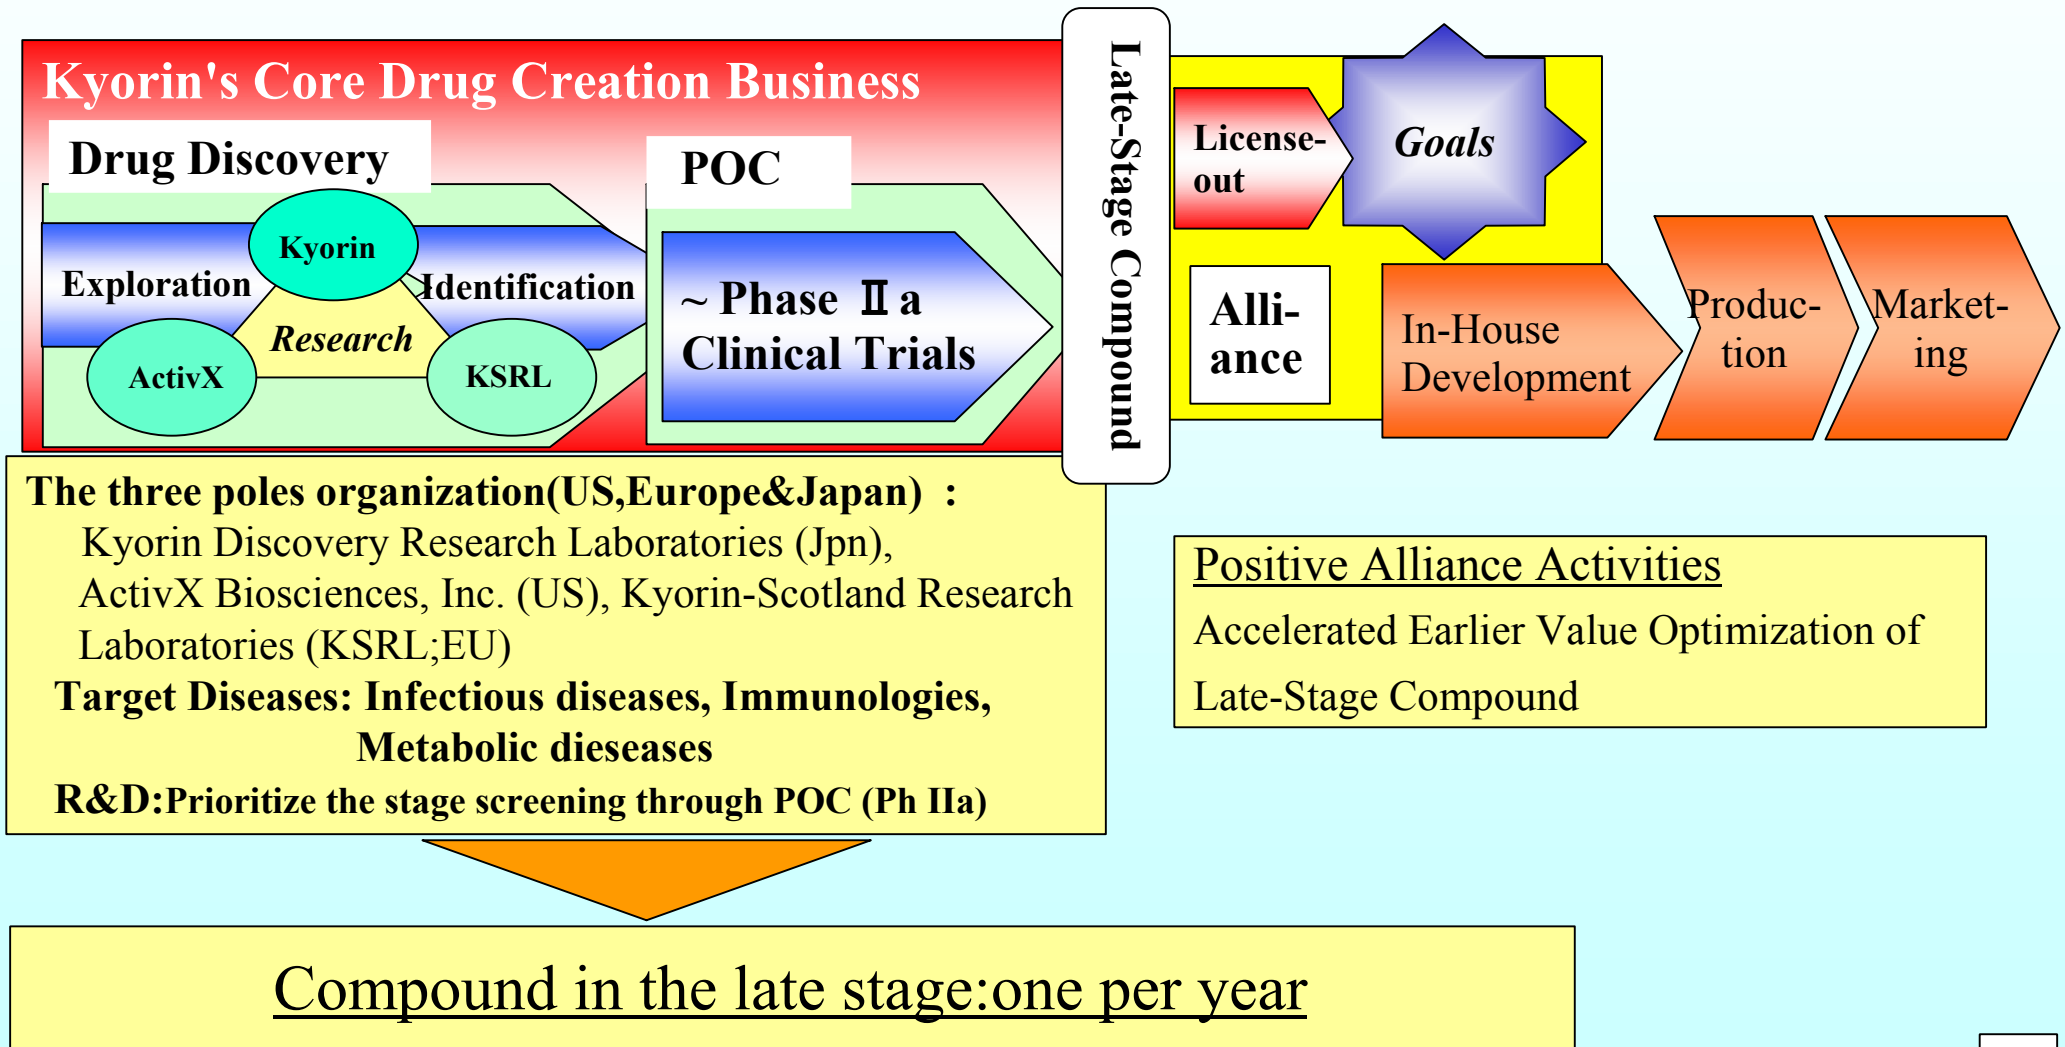 Kyorin's Core Drug Creation Business
Drug Discovery
Exploration
Kyorin
Identification
Research
ActivX
KSRL
POC
~ Phase Ⅱa
Clinical Trials
Late-Stage Compound
License-
out
Goals
Alli-
ance
In-House
Development
Produc-
tion
Market-
ing
The three poles organization(US,Europe&Japan) :
Kyorin Discovery Research Laboratories (Jpn),
ActivX Biosciences, Inc. (US), Kyorin-Scotland Research
Laboratories (KSRL;EU)
Target Diseases: Infectious diseases, Immunologies,
Metabolic dieseases
R&D:Prioritize the stage screening through POC (Ph IIa)
Positive Alliance Activities
Accelerated Earlier Value Optimization of
Late-Stage Compound
Compound in the late stage:one per year